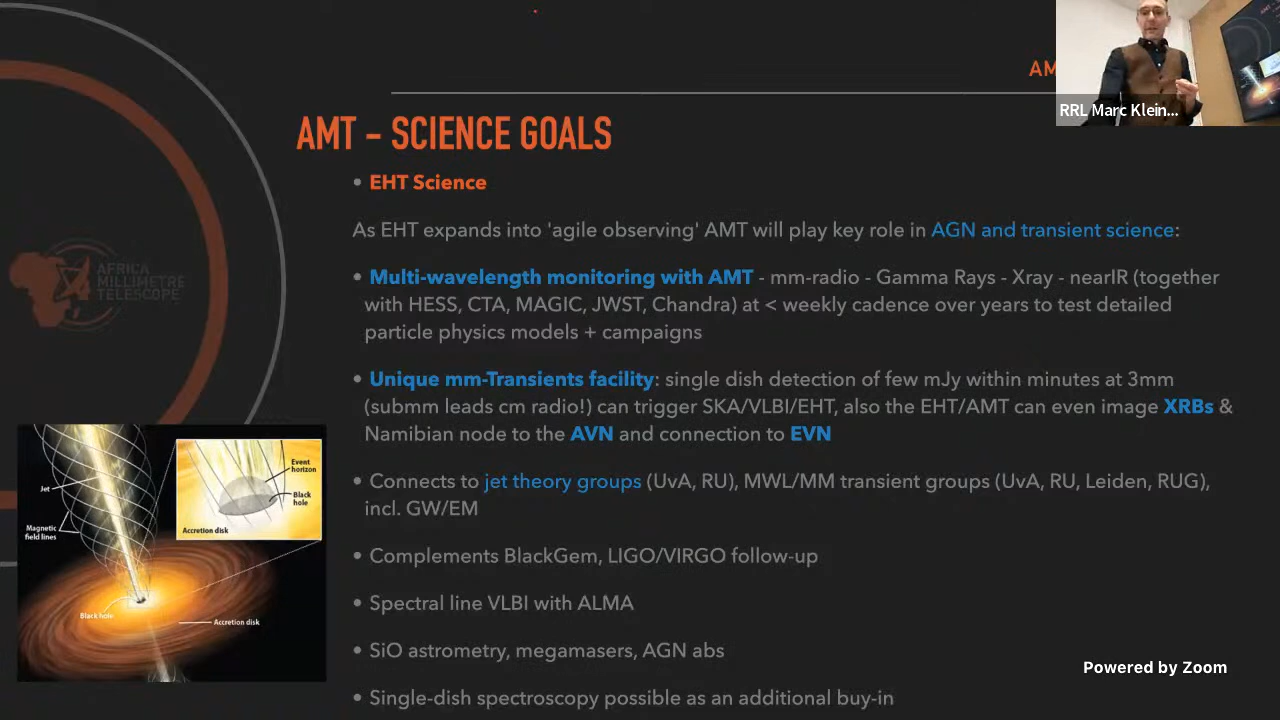 AM
RRL Marc Klein...
AMT – SCIENCE GOALS
• EHT Science
As EHT expands into 'agile observing' AMT will play key role in AGN and transient science:
• Multi-wavelength monitoring with AMT - mm-radio - Gamma Rays - Xray - nearIR (together
with HESS, CTA, MAGIC, JWST, Chandra) at < weekly cadence over years to test detailed
particle physics models + campaigns
• Unique mm-Transients facility: single dish detection of few mJy within minutes at 3mm
(submm leads cm radio!) can trigger SKA/VLBI/EHT, also the EHT/AMT can even image XRBs &
Namibian node to the AVN and connection to EVN
• Connects to jet theory groups (UvA, RU), MWL/MM transient groups (UvA, RU, Leiden, RUG),
incl. GW/EM
• Complements BlackGem, LIGO/VIRGO follow-up
• Spectral line VLBI with ALMA
• SiO astrometry, megamasers, AGN abs
• Single-dish spectroscopy possible as an additional buy-in
AFRICA
MILLIMETRE
TELESCOPE
Jet
Magnetic
field lines
Black hole
Accretion disk
Event
horizon
Black
hole
Accretion disk
Powered by Zoom